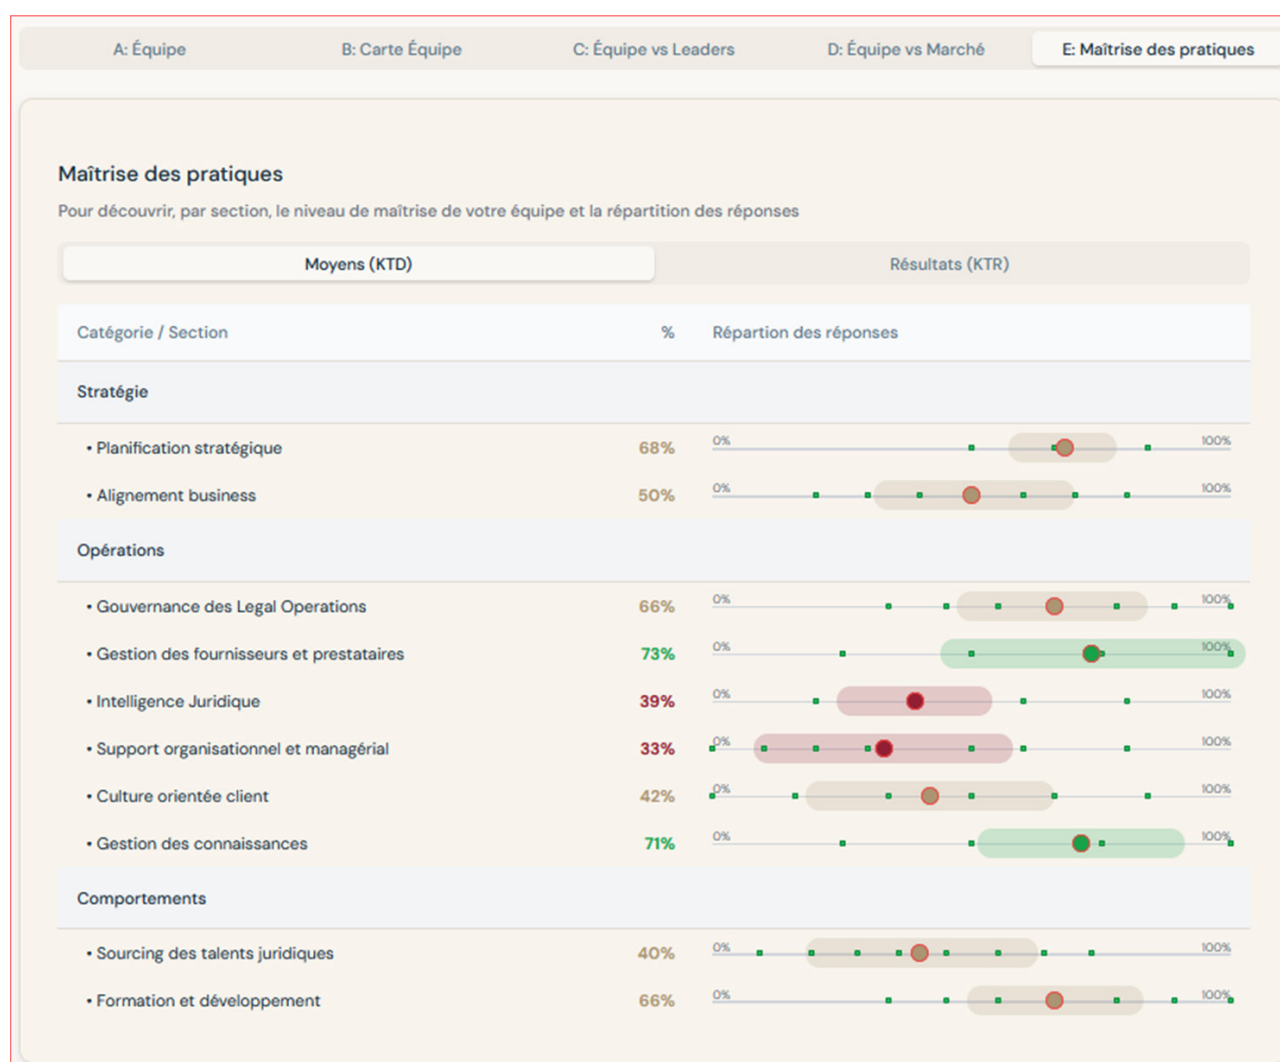 A: Équipe B: Carte Équipe C: Équipe vs Leaders D: Équipe vs Marché E: Maîtrise des pratiques
Maîtrise des pratiques
Pour découvrir, par section, le niveau de maîtrise de votre équipe et la répartition des réponses
Moyens (KTD) Résultats (KTR)
Catégorie / Section % Répartion des réponses
Stratégie
• Planification stratégique 68% 0% 100%
• Alignement business 50% 0% 100%
Opérations
• Gouvernance des Legal Operations 66% 0% 100%
• Gestion des fournisseurs et prestataires 73% 0% 100%
• Intelligence Juridique 39% 0% 100%
• Support organisationnel et managérial 33% 0% 100%
• Culture orientée client 42% 0% 100%
• Gestion des connaissances 71% 0% 100%
Comportements
• Sourcing des talents juridiques 40% 0% 100%
• Formation et développement 66% 0% 100%